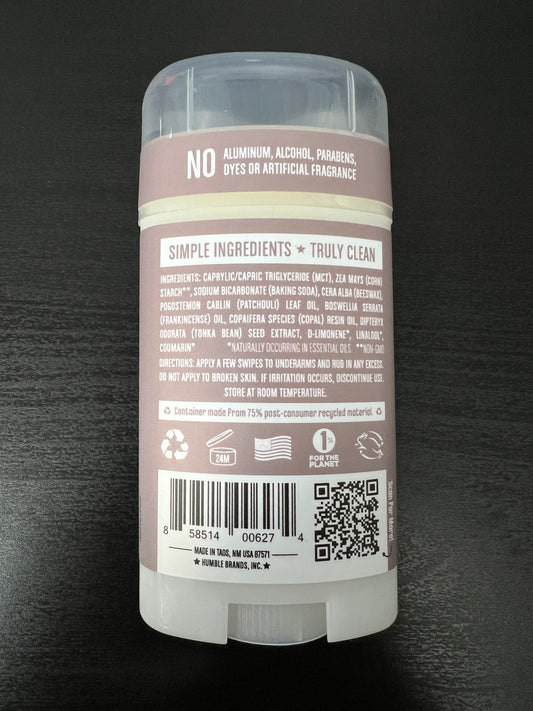 NO ALUMINUM, ALCOHOL, PARABENS,
DYES OR ARTIFICIAL FRAGRANCE
SIMPLE INGREDIENTS ★ TRULY CLEAN
INGREDIENTS: CAPRYLIC/CAPRIC TRIGLYCERIDE (MCT), ZEA MAYS (CORN)
STARCH**, SODIUM BICARBONATE (BAKING SODA), CERA ALBA (BEESWAX),
POGOSTEMON CABLIN (PATCHOULI) LEAF OIL, BOSWELLIA SERRATA
(FRANKINCENSE) OIL, COPAIFERA SPECIES (COPAL) RESIN OIL, DIPTERYX
ODORATA (TONKA BEAN) SEED EXTRACT, D-LIMONENE*, LINALOOL*,
COUMARIN* *NATURALLY OCCURRING IN ESSENTIAL OILS **NON-GMO
DIRECTIONS: APPLY A FEW SWIPES TO UNDERARMS AND RUB IN ANY EXCESS.
DO NOT APPLY TO BROKEN SKIN. IF IRRITATION OCCURS, DISCONTINUE USE.
STORE AT ROOM TEMPERATURE.
Container made from 75% post-consumer recycled material
24M
1%
FOR THE
PLANET
8 58514 00627 4
Scan For More!
MADE IN TAOS, NM USA 87571
★ HUMBLE BRANDS, INC. ★